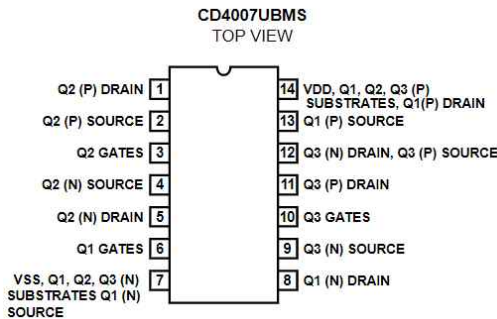 CD4007UBMS
TOP VIEW
Q2 (P) DRAIN 1
Q2 (P) SOURCE 2
Q2 GATES 3
Q2 (N) SOURCE 4
Q2 (N) DRAIN 5
Q1 GATES 6
VSS, Q1, Q2, Q3 (N) 7
SUBSTRATES Q1 (N)
SOURCE
14 VDD, Q1, Q2, Q3 (P)
SUBSTRATES, Q1(P) DRAIN
13 Q1 (P) SOURCE
12 Q3 (N) DRAIN, Q3 (P) SOURCE
11 Q3 (P) DRAIN
10 Q3 GATES
9 Q3 (N) SOURCE
8 Q1 (N) DRAIN